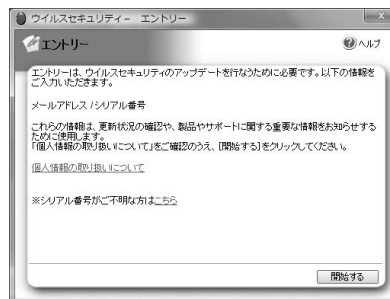 ウイルスセキュリティー エントリー
エントリー
ヘルプ
エントリーは、ウイルスセキュリティのアップデートを行なうために必要です。以下の情報を
ご入力いただきます。
メールアドレス / シリアル番号
これらの情報は、更新状況の確認や、製品やサポートに関する重要な情報をお知らせする
ために使用します。
「個人情報の取り扱いについて」をご確認のうえ、[開始する]をクリックしてください。
個人情報の取り扱いについて
※シリアル番号がご不明な方はこちら
開始する